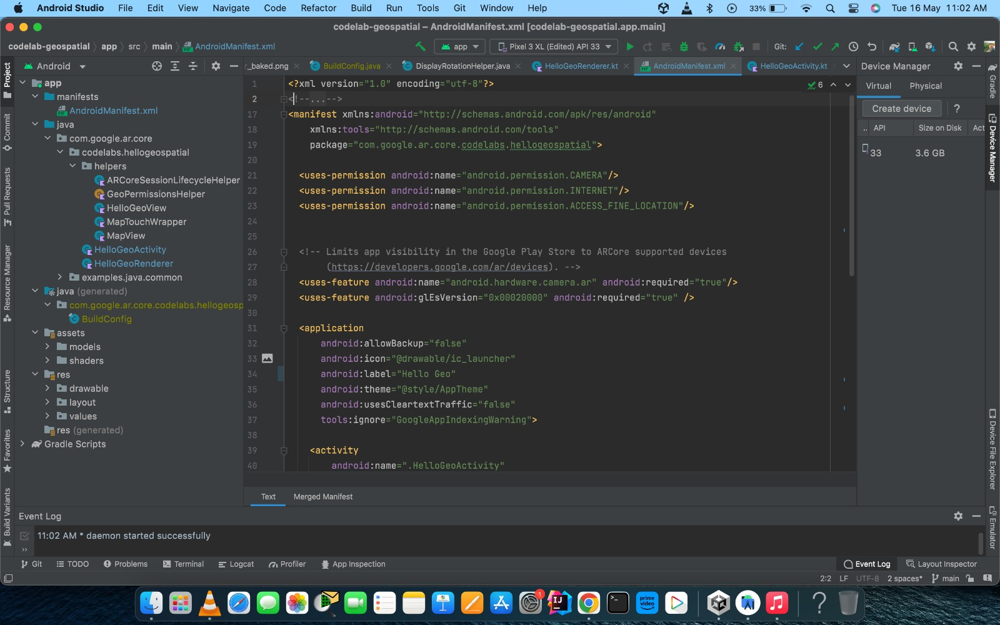 Android Studio File Edit View Navigate Code Refactor Build Run Tools Git Window Help 33% Tue 16 May 11:02 AM
codelab-geospatial – AndroidManifest.xml [codelab-geospatial.app.main]
codelab-geospatial app src main AndroidManifest.xml app Pixel 3 XL (Edited) API 33 Git:
Project
Commit
Pull Requests
Resource Manager
Structure
Favorites
Build Variants
Android
app
manifests
AndroidManifest.xml
java
com.google.ar.core
codelabs.hellogeospatial
helpers
ARCoreSessionLifecycleHelper
GeoPermissionsHelper
HelloGeoView
MapTouchWrapper
MapView
HelloGeoActivity
HelloGeoRenderer
examples.java.common
java (generated)
com.google.ar.core.codelabs.hellogeosp
BuildConfig
assets
models
shaders
res
drawable
layout
values
res (generated)
Gradle Scripts
r_baked.png BuildConfig.java DisplayRotationHelper.java HelloGeoRenderer.kt AndroidManifest.xml HelloGeoActivity.kt
6
1 <?xml version="1.0" encoding="utf-8"?>
2 <!--...-->
17 <manifest xmlns:android="http://schemas.android.com/apk/res/android"
18 xmlns:tools="http://schemas.android.com/tools"
19 package="com.google.ar.core.codelabs.hellogeospatial">
20
21 <uses-permission android:name="android.permission.CAMERA"/>
22 <uses-permission android:name="android.permission.INTERNET"/>
23 <uses-permission android:name="android.permission.ACCESS_FINE_LOCATION"/>
24
25
26 <!-- Limits app visibility in the Google Play Store to ARCore supported devices
27 (https://developers.google.com/ar/devices). -->
28 <uses-feature android:name="android.hardware.camera.ar" android:required="true"/>
29 <uses-feature android:glEsVersion="0x00020000" android:required="true" />
30
31 <application
32 android:allowBackup="false"
33 android:icon="@drawable/ic_launcher"
34 android:label="Hello Geo"
35 android:theme="@style/AppTheme"
36 android:usesCleartextTraffic="false"
37 tools:ignore="GoogleAppIndexingWarning">
38
39 <activity
40 android:name=".HelloGeoActivity"
Text Merged Manifest
Device Manager
Virtual Physical
Create device ?
.. API Size on Disk Act
33 3.6 GB
Gradle
Device Manager
Device File Explorer
Emulator
Event Log
11:02 AM * daemon started successfully
»
Git TODO Problems Terminal Logcat Profiler App Inspection Event Log Layout Inspector
2:2 LF UTF-8 2 spaces* main
1
IJ
prime video